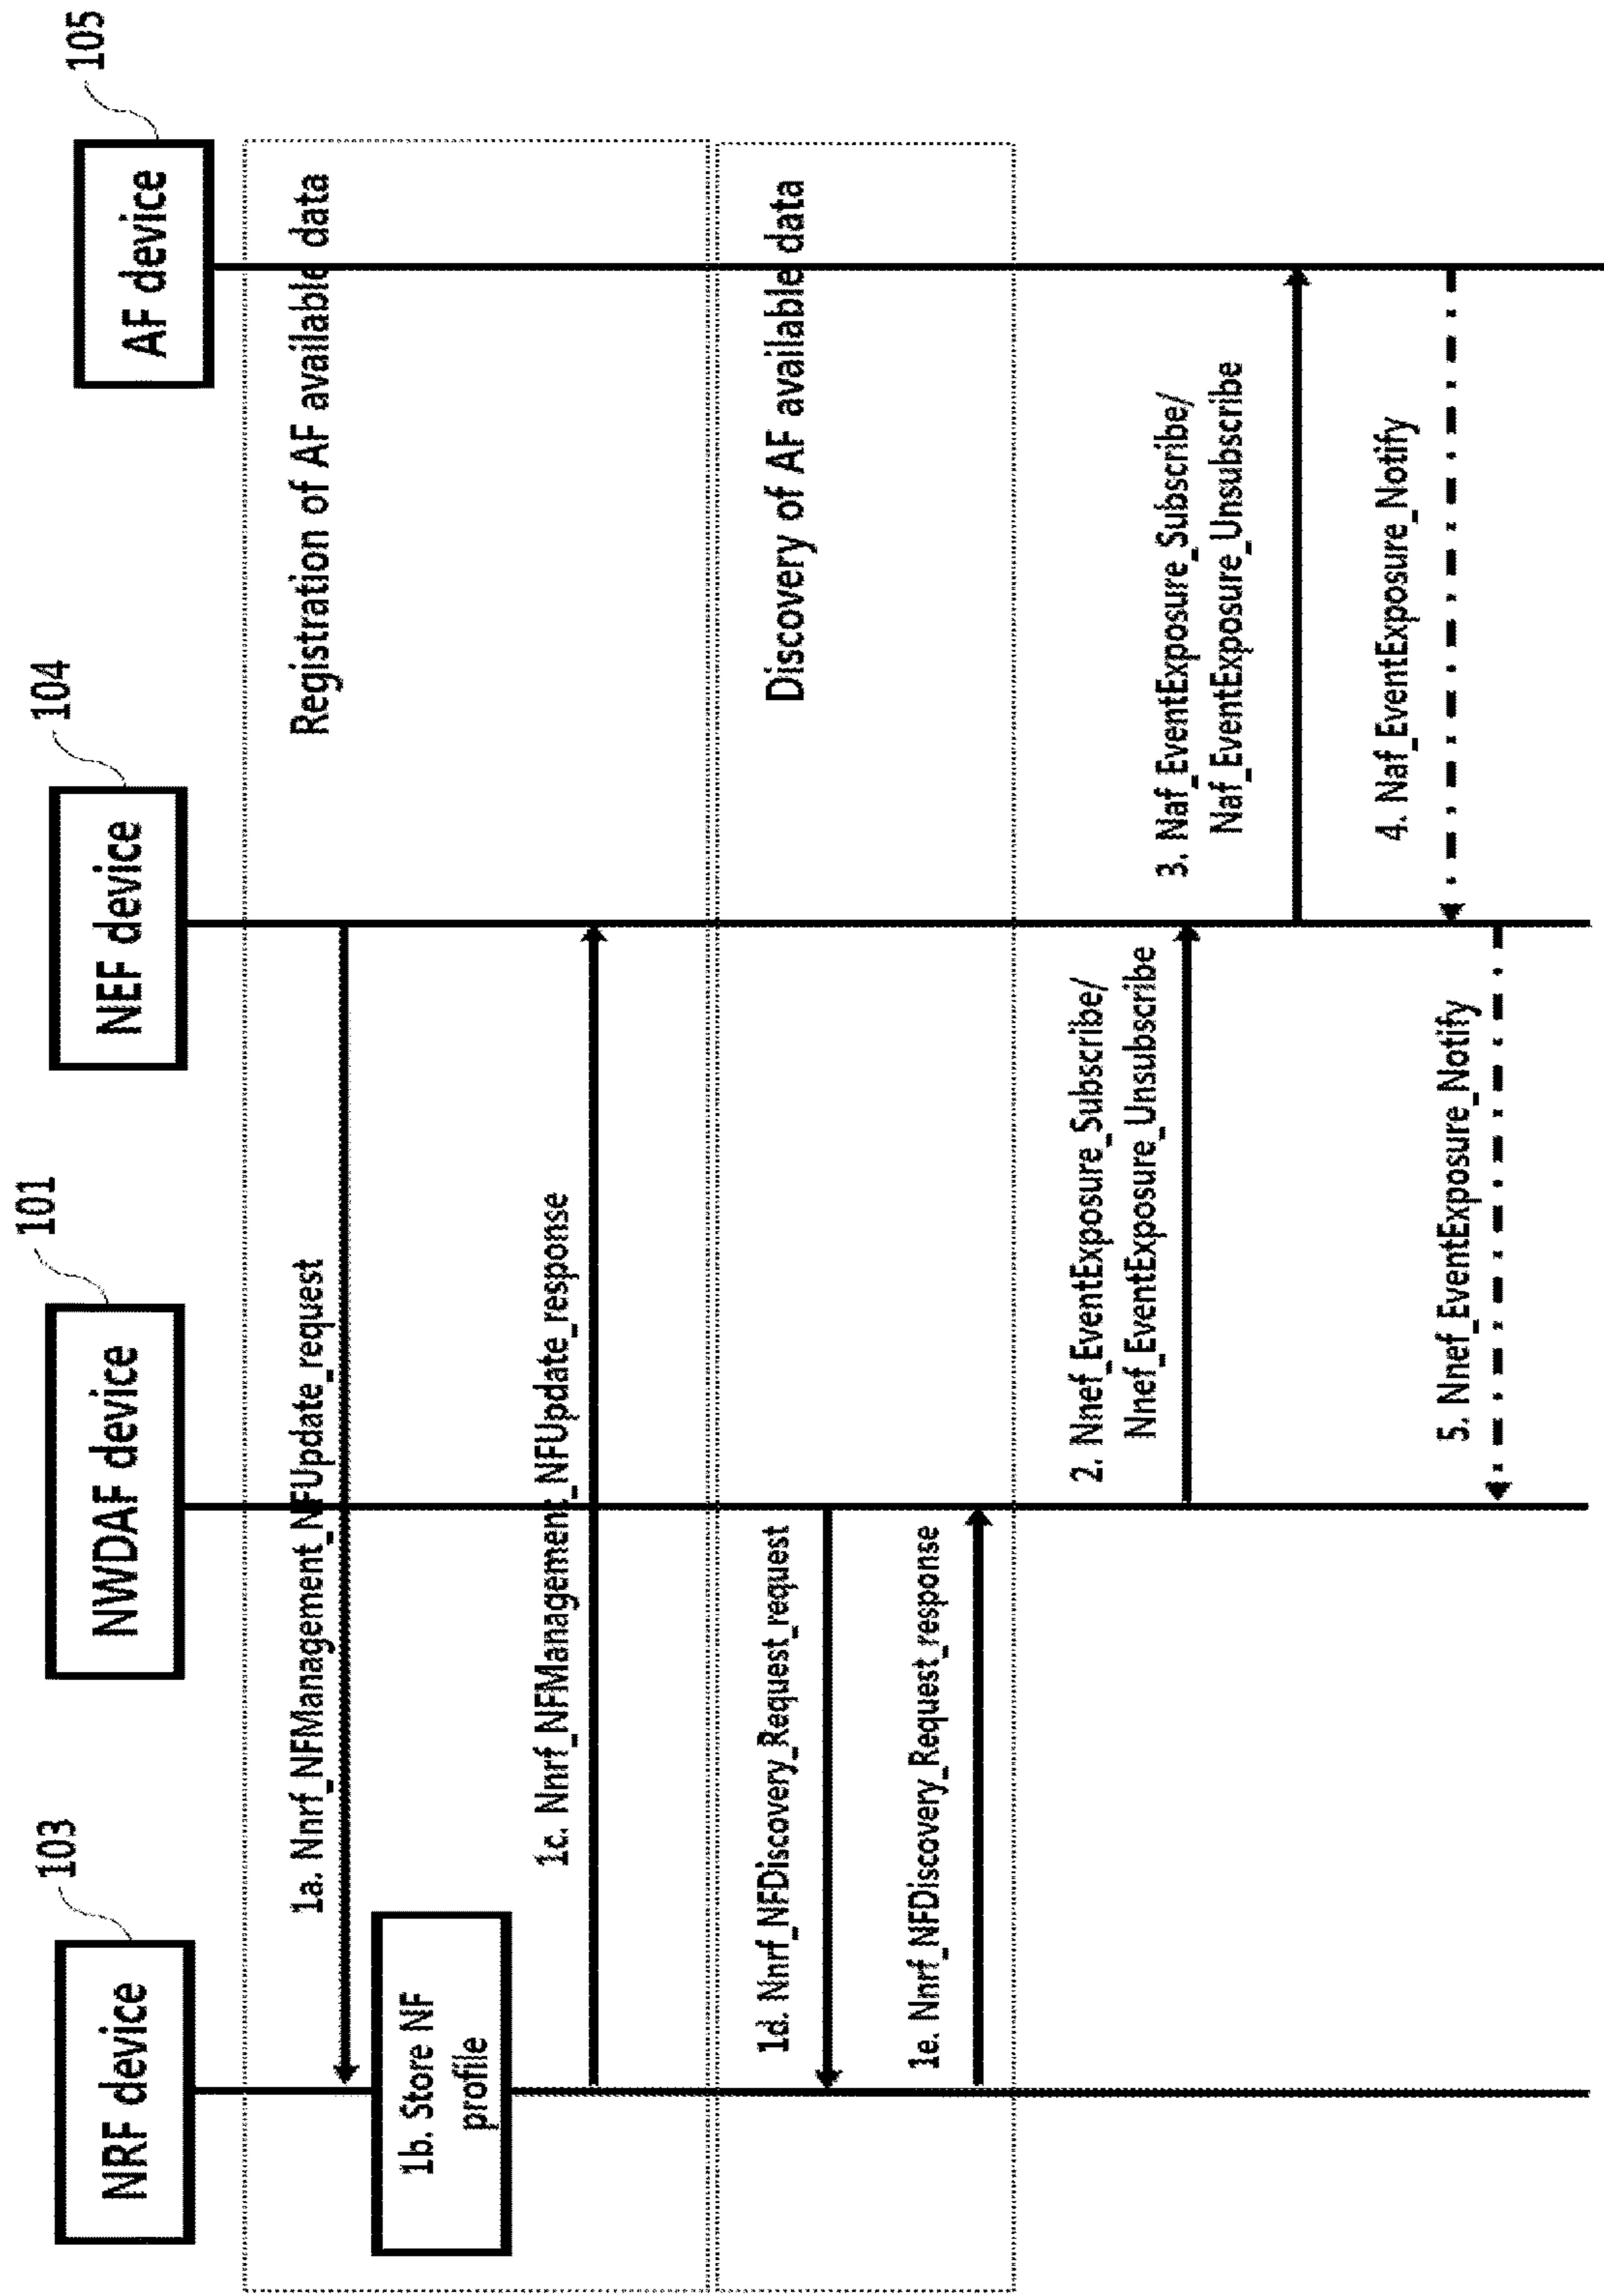 103
101
104
105
NRF device
NWDAF device
NEF device
AF device
1a. Nnrf_NFManagement_NFUpdate_request
Registration of AF available data
1b. Store NF
profile
1c. Nnrf_NFManagement_NFUpdate_response
1d. Nnrf_NFDiscovery_Request_request
Discovery of AF available data
1e. Nnrf_NFDiscovery_Request_response
2. Nnef_EventExposure_Subscribe/
Nnef_EventExposure_Unsubscribe
3. Naf_EventExposure_Subscribe/
Naf_EventExposure_Unsubscribe
4. Naf_EventExposure_Notify
5. Nnef_EventExposure_Notify